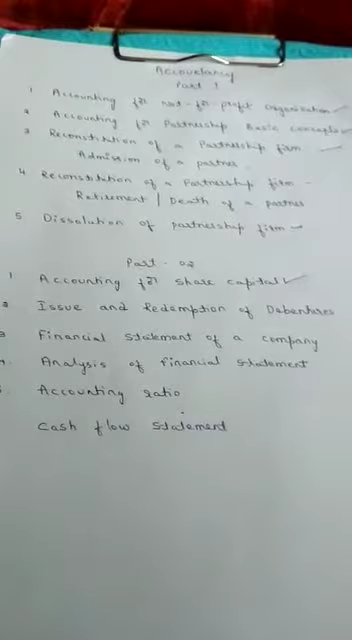 Accountancy
Part 1
1 Accounting for not-for-profit Organization
2 Accounting for Partnership Basic concepts
3 Reconstitution of a Partnership firm
Admission of a partner.
4 Reconstitution of a Partnership firm -
Retirement / Death of a partner
5 Dissolution of partnership firm
Part - 02
1 Accounting for share capital
2 Issue and Redemption of Debentures
3 Financial statement of a company
4. Analysis of financial statement
5. Accounting ratio
Cash flow statement